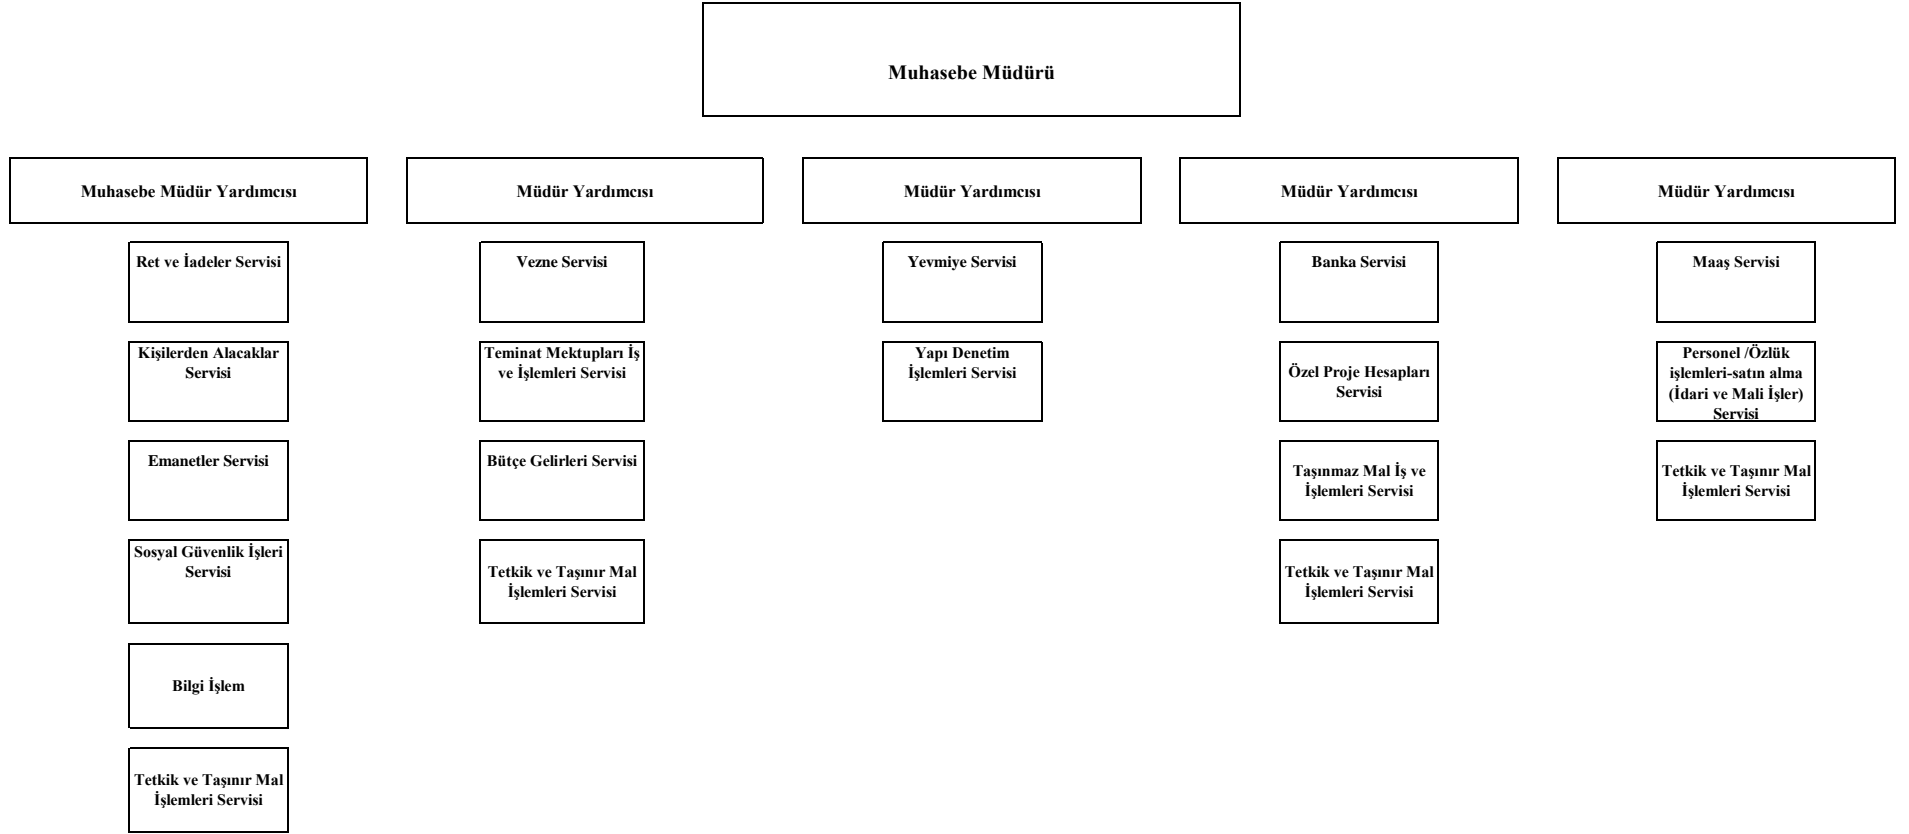 Muhasebe Müdürü
Muhasebe Müdür Yardımcısı
Müdür Yardımcısı
Müdür Yardımcısı
Müdür Yardımcısı
Müdür Yardımcısı
Ret ve İadeler Servisi
Vezne Servisi
Yevmiye Servisi
Banka Servisi
Maaş Servisi
Kişilerden Alacaklar
Servisi
Teminat Mektupları İş
ve İşlemleri Servisi
Yapı Denetim
İşlemleri Servisi
Özel Proje Hesapları
Servisi
Personel /Özlük
işlemleri-satın alma
(İdari ve Mali İşler)
Servisi
Emanetler Servisi
Bütçe Gelirleri Servisi
Taşınmaz Mal İş ve
İşlemleri Servisi
Tetkik ve Taşınır Mal
İşlemleri Servisi
Sosyal Güvenlik İşleri
Servisi
Tetkik ve Taşınır Mal
İşlemleri Servisi
Tetkik ve Taşınır Mal
İşlemleri Servisi
Bilgi İşlem
Tetkik ve Taşınır Mal
İşlemleri Servisi